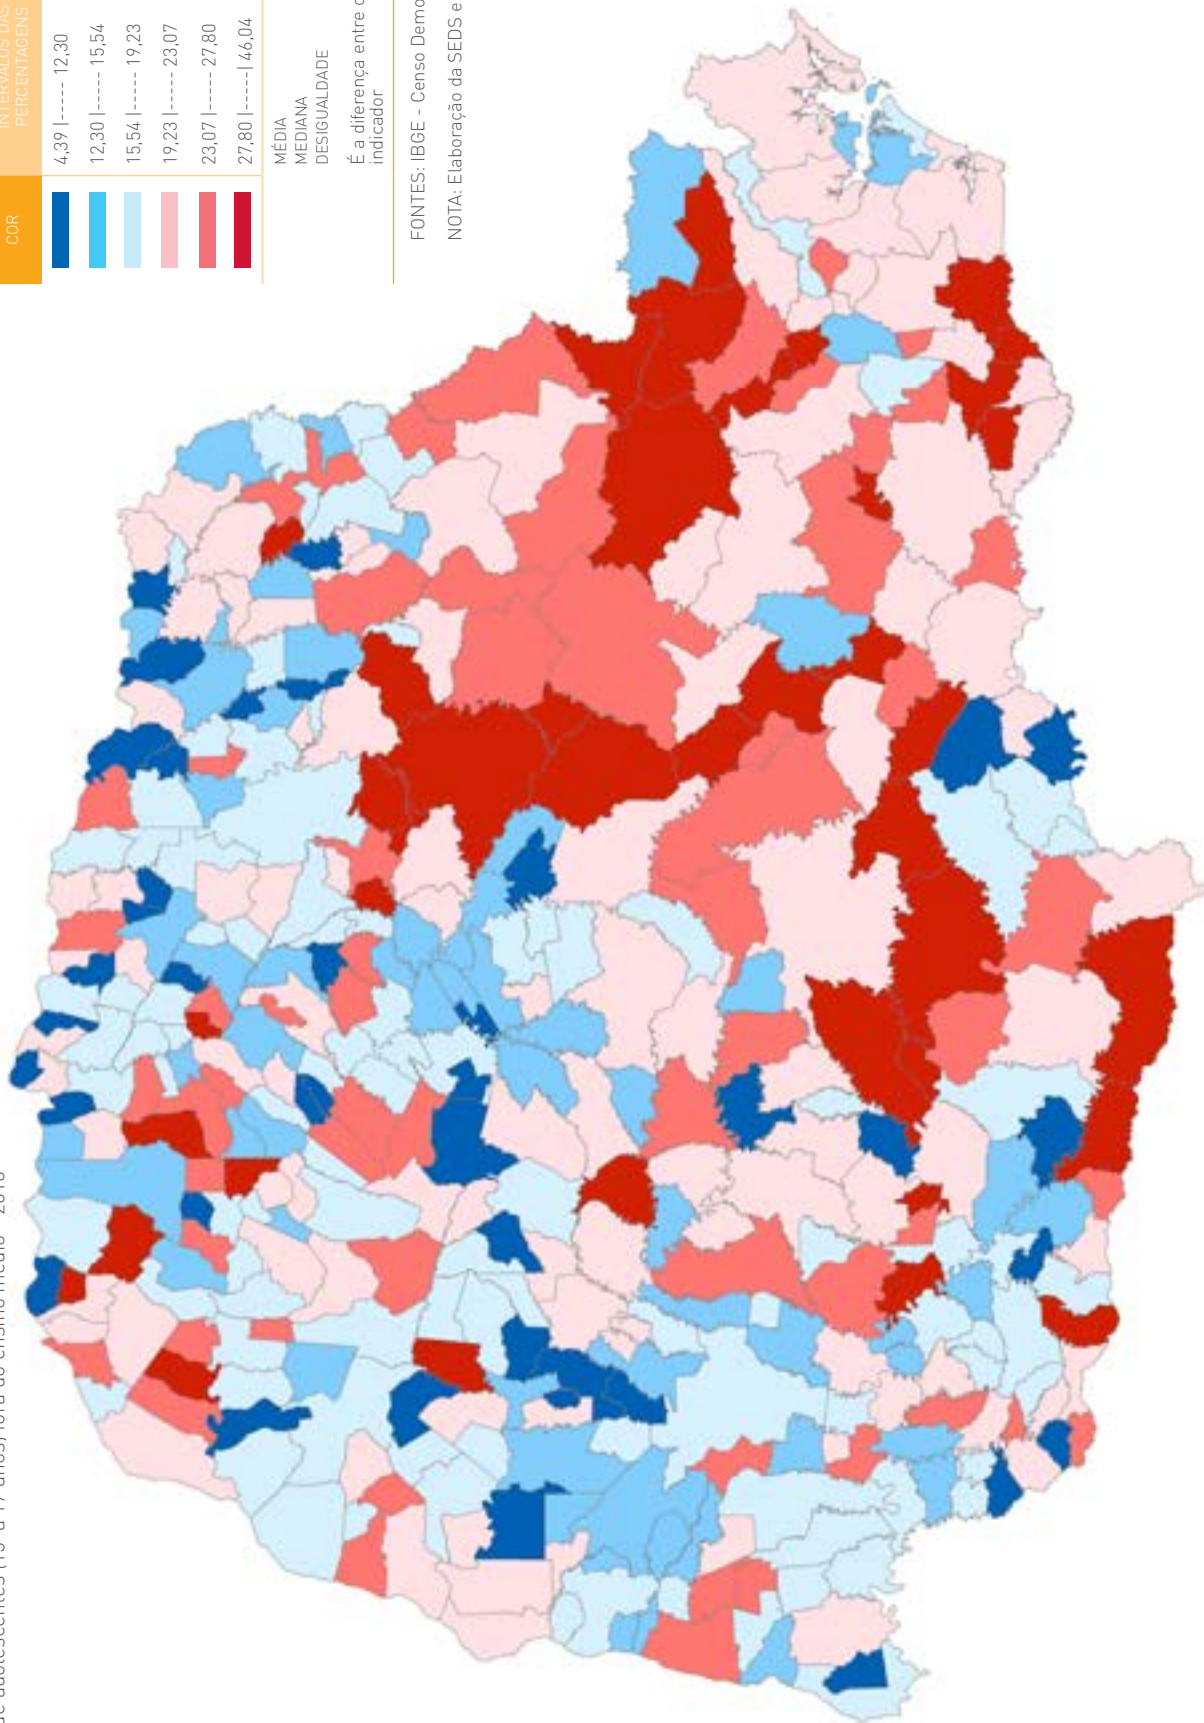 de adolescentes (15 a 17 anos) fora do ensino médio - 2010
COR
INTERVALOS DAS
PERCENTAGENS
4,39 |----- 12,30
12,30 |----- 15,54
15,54 |----- 19,23
19,23 |----- 23,07
23,07 |----- 27,80
27,80 |-----| 46,04
MÉDIA
MEDIANA
DESIGUALDADE
É a diferença entre o
indicador
FONTES: IBGE - Censo Demo
NOTA: Elaboração da SEDS e